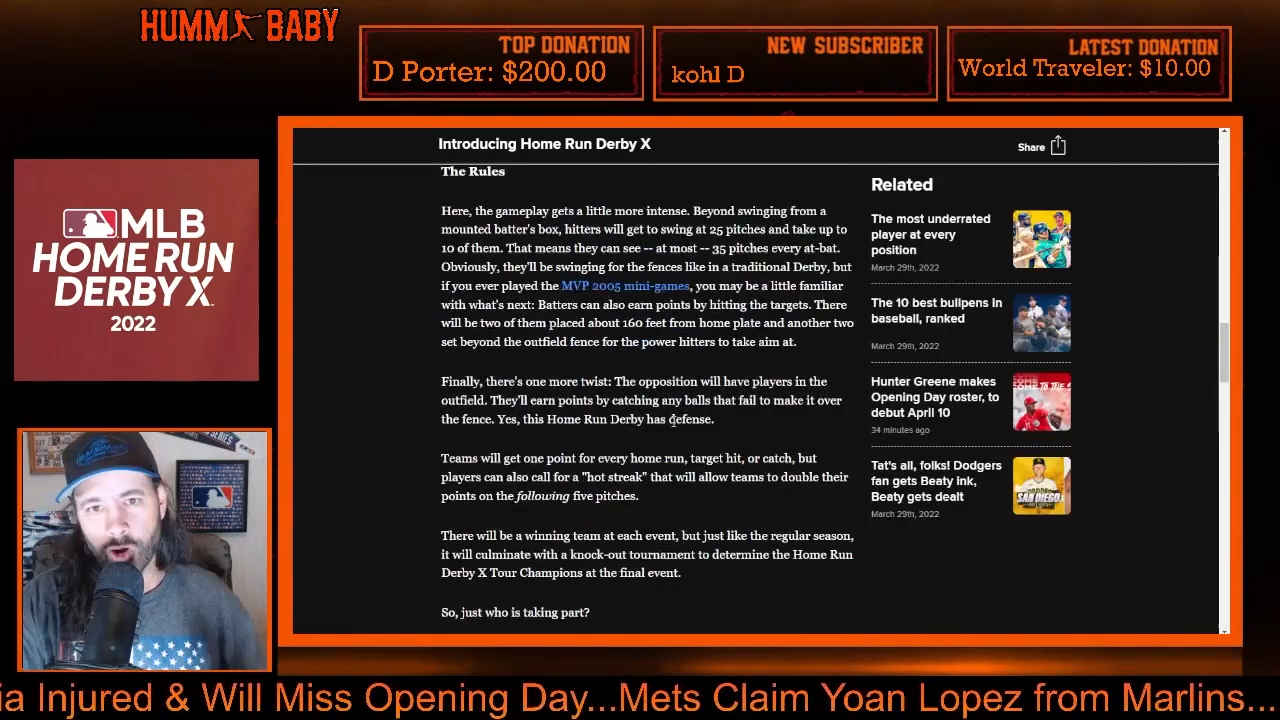 HUMM BABY
TOP DONATION
D Porter: $200.00
NEW SUBSCRIBER
kohl D
LATEST DONATION
World Traveler: $10.00
MLB
HOME RUN
DERBY X
2022
Introducing Home Run Derby X
Share
The Rules
Here, the gameplay gets a little more intense. Beyond swinging from a
mounted batter's box, hitters will get to swing at 25 pitches and take up to
10 of them. That means they can see -- at most -- 35 pitches every at-bat.
Obviously, they'll be swinging for the fences like in a traditional Derby, but
if you ever played the MVP 2005 mini-games, you may be a little familiar
with what's next: Batters can also earn points by hitting the targets. There
will be two of them placed about 160 feet from home plate and another two
set beyond the outfield fence for the power hitters to take aim at.
Finally, there's one more twist: The opposition will have players in the
outfield. They'll earn points by catching any balls that fail to make it over
the fence. Yes, this Home Run Derby has defense.
Teams will get one point for every home run, target hit, or catch, but
players can also call for a "hot streak" that will allow teams to double their
points on the following five pitches.
There will be a winning team at each event, but just like the regular season,
it will culminate with a knock-out tournament to determine the Home Run
Derby X Tour Champions at the final event.
So, just who is taking part?
Related
The most underrated
player at every
position
March 29th, 2022
The 10 best bullpens in
baseball, ranked
March 29th, 2022
Hunter Greene makes
Opening Day roster, to
debut April 10
34 minutes ago
Tat's all, folks! Dodgers
fan gets Beaty ink,
Beaty gets dealt
March 29th, 2022
SAN DIEGO
ia Injured & Will Miss Opening Day...Mets Claim Yoan Lopez from Marlins...